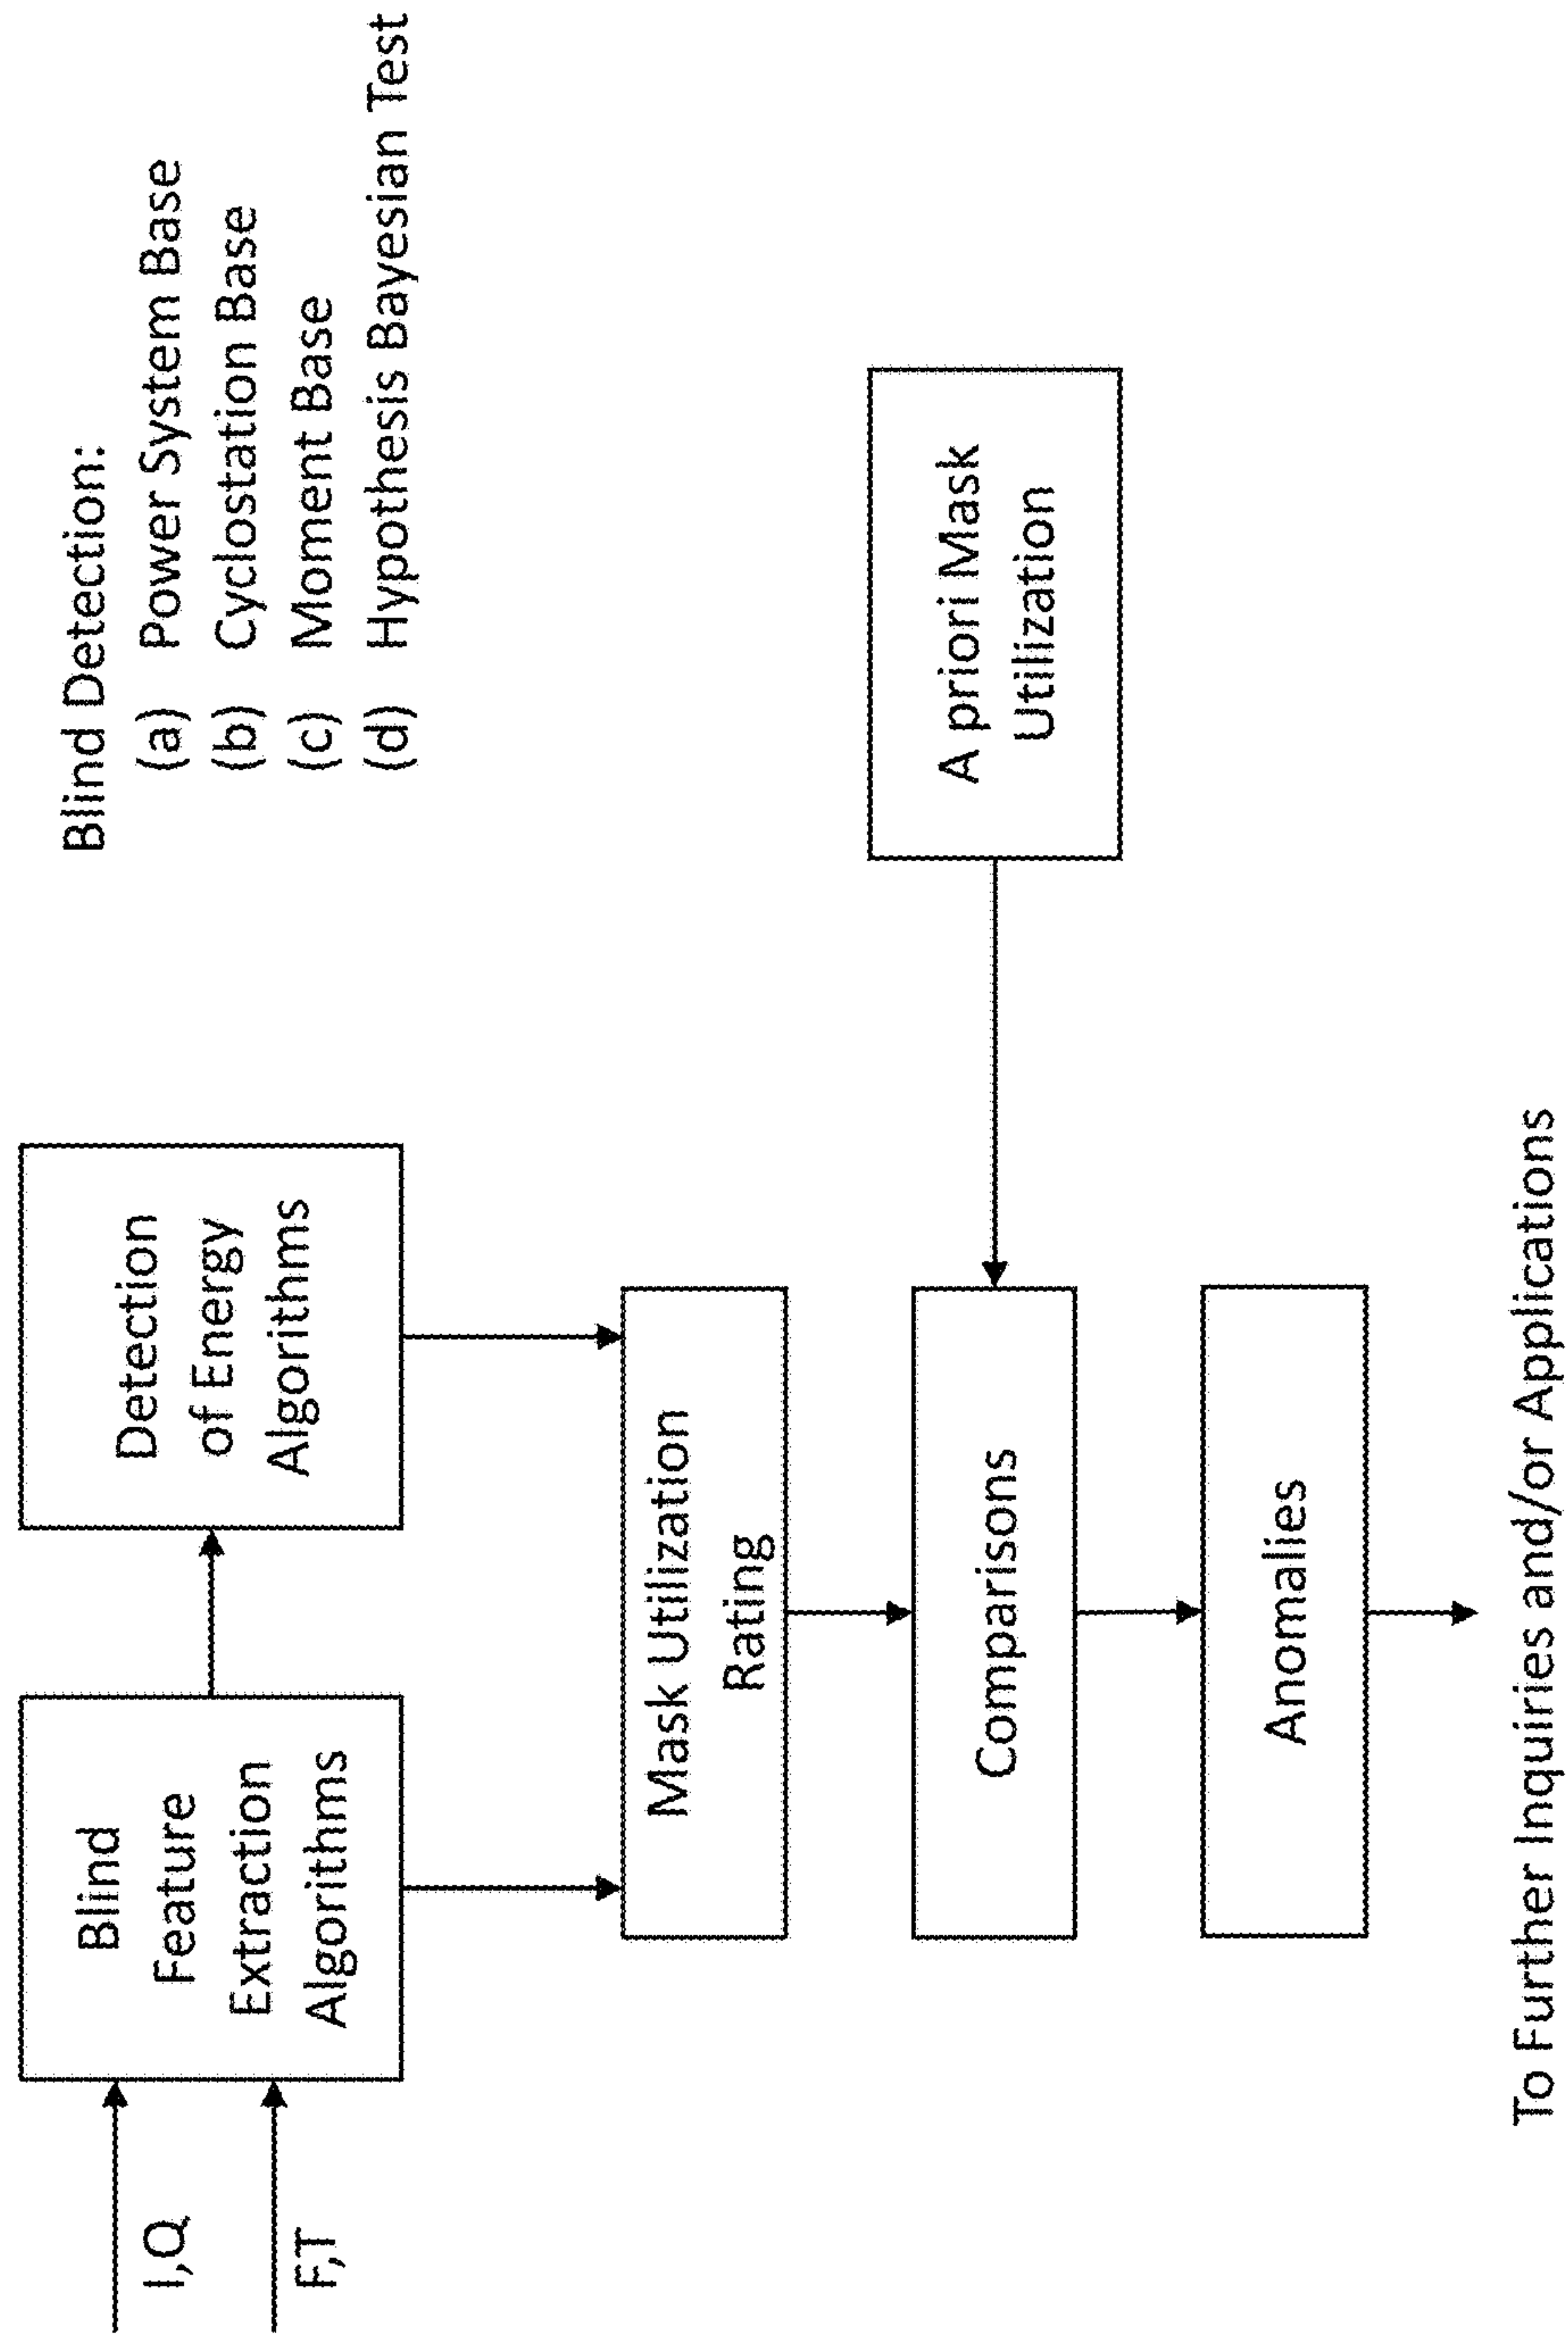 I,Q
F,T
Blind
Feature
Extraction
Algorithms
Detection
of Energy
Algorithms
Blind Detection:
(a) Power System Base
(b) Cyclostation Base
(c) Moment Base
(d) Hypothesis Bayesian Test
Mask Utilization
Rating
Comparisons
A priori Mask
Utilization
Anomalies
To Further Inquiries and/or Applications